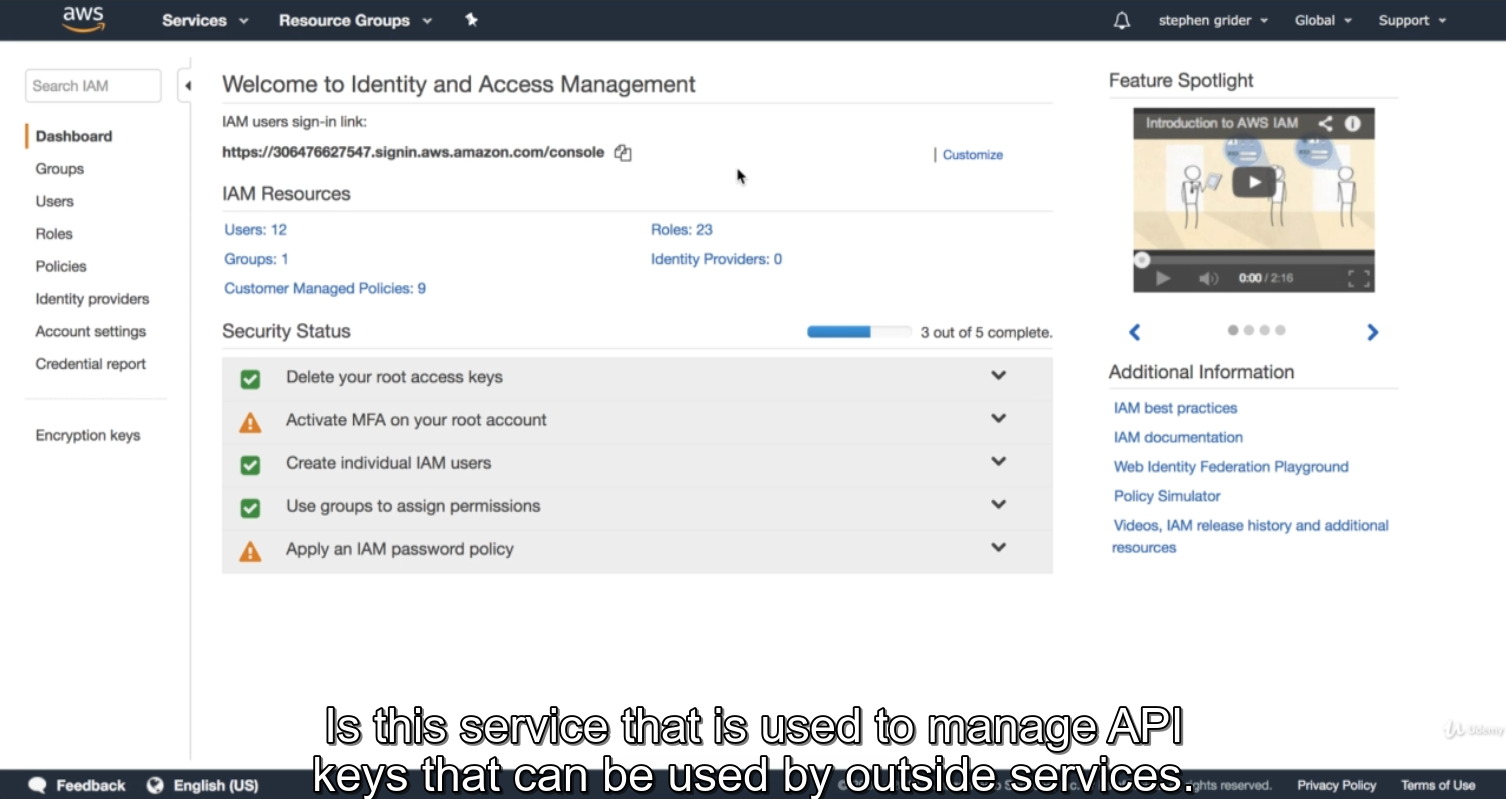 aws
Services
Resource Groups
stephen grider
Global
Support
Search IAM
Dashboard
Groups
Users
Roles
Policies
Identity providers
Account settings
Credential report
Encryption keys
Welcome to Identity and Access Management
IAM users sign-in link:
https://306476627547.signin.aws.amazon.com/console
| Customize
IAM Resources
Users: 12
Roles: 23
Groups: 1
Identity Providers: 0
Customer Managed Policies: 9
Security Status
3 out of 5 complete.
Delete your root access keys
Activate MFA on your root account
Create individual IAM users
Use groups to assign permissions
Apply an IAM password policy
Feature Spotlight
Introduction to AWS IAM
0:00 / 2:16
Additional Information
IAM best practices
IAM documentation
Web Identity Federation Playground
Policy Simulator
Videos, IAM release history and additional
resources
Is this service that is used to manage API
keys that can be used by outside services.
Udemy
Feedback
English (US)
rights reserved.
Privacy Policy
Terms of Use